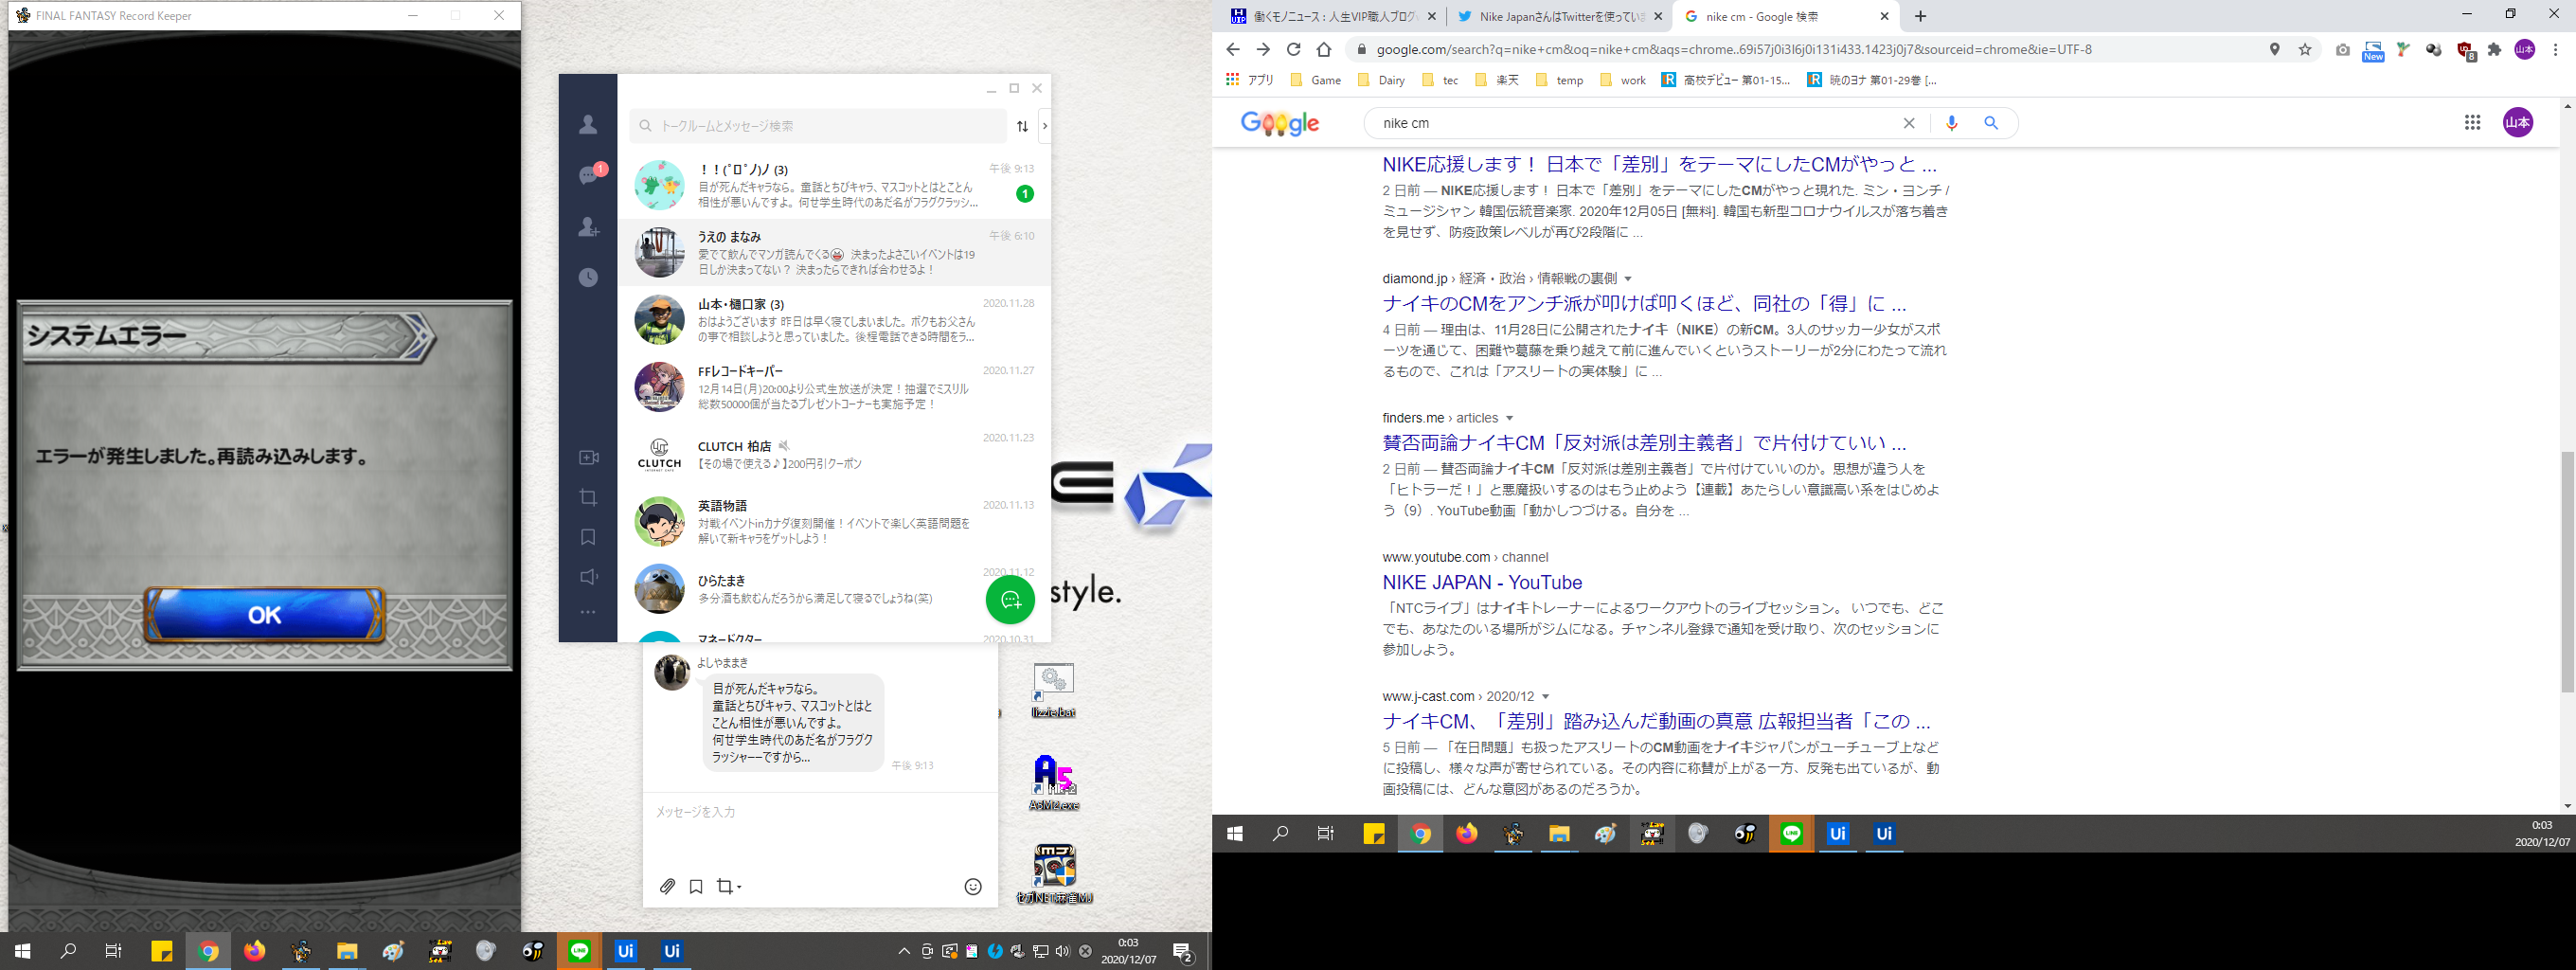 FINAL FANTASY Record Keeper
システムエラー
エラーが発生しました。再読み込みします。
OK
トークルームとメッセージ検索
1
！！(ﾟロﾟノ)ノ (3)
午後 9:13
目が死んだキャラなら。 童話とちびキャラ、マスコットとはとことん
相性が悪いんですよ。 何せ学生時代のあだ名がフラグクラッシ...
1
うえの まなみ
午後 6:10
愛でて飲んでマンガ読んでくる 決まったよさこいイベントは19
日しか決まってない？ 決まったらできれば合わせるよ！
山本・樋口家 (3)
2020.11.28
おはようございます 昨日は早く寝てしまいました。ボクもお父さん
の事で相談しようと思っていました。後程電話できる時間をラ...
FFレコードキーパー
2020.11.27
12月14日(月)20:00より公式生放送が決定！抽選でミスリル
総数50000個が当たるプレゼントコーナーも実施予定！
CLUTCH
CLUTCH 柏店
2020.11.23
【その場で使える♪】200円引クーポン
英語物語
2020.11.13
対戦イベントinカナダ復刻開催！イベントで楽しく英語問題を
解いて新キャラをゲットしよう！
ひらたまき
2020.11.12
多分酒も飲むんだろうから満足して寝るでしょうね(笑)
マネードクター
2020.10.31
style.
よしやままき
目が死んだキャラなら。
童話とちびキャラ、マスコットとはと
ことん相性が悪いんですよ。
何せ学生時代のあだ名がフラグク
ラッシャーーですから...
午後 9:13
メッセージを入力
lizzie.bat
A5M2.exe
セガNET麻雀MJ
0:03
2020/12/07
2
働くモノニュース : 人生VIP職人ブログw
Nike JapanさんはTwitterを使ってい
nike cm - Google 検索
google.com/search?q=nike+cm&oq=nike+cm&aqs=chrome..69i57j0i3l6j0i131i433.1423j0j7&sourceid=chrome&ie=UTF-8
New
8
山本
アプリ
Game
Dairy
tec
楽天
temp
work
高校デビュー 第01-15...
暁のヨナ 第01-29巻 [...
Google
nike cm
山本
NIKE応援します！ 日本で「差別」をテーマにしたCMがやっと ...
2 日前 — NIKE応援します！ 日本で「差別」をテーマにしたCMがやっと現れた. ミン・ヨンチ /
ミュージシャン 韓国伝統音楽家. 2020年12月05日 [無料]. 韓国も新型コロナウイルスが落ち着き
を見せず、防疫政策レベルが再び2段階に ...
diamond.jp › 経済・政治 › 情報戦の裏側
ナイキのCMをアンチ派が叩けば叩くほど、同社の「得」に ...
4 日前 — 理由は、11月28日に公開されたナイキ（NIKE）の新CM。3人のサッカー少女がスポ
ーツを通じて、困難や葛藤を乗り越えて前に進んでいくというストーリーが2分にわたって流れ
るもので、これは「アスリートの実体験」に ...
finders.me › articles
賛否両論ナイキCM「反対派は差別主義者」で片付けていい ...
2 日前 — 賛否両論ナイキCM「反対派は差別主義者」で片付けていいのか。思想が違う人を
「ヒトラーだ！」と悪魔扱いするのはもう止めよう【連載】あたらしい意識高い系をはじめよ
う（9）. YouTube動画「動かしつづける。自分を ...
www.youtube.com › channel
NIKE JAPAN - YouTube
「NTCライブ」はナイキトレーナーによるワークアウトのライブセッション。 いつでも、どこ
でも、あなたのいる場所がジムになる。チャンネル登録で通知を受け取り、次のセッションに
参加しよう。
www.j-cast.com › 2020/12
ナイキCM、「差別」踏み込んだ動画の真意 広報担当者「この ...
5 日前 — 「在日問題」も扱ったアスリートのCM動画をナイキジャパンがユーチューブ上など
に投稿し、様々な声が寄せられている。その内容に称賛が上がる一方、反発も出ているが、動
画投稿には、どんな意図があるのだろうか。
0:03
2020/12/07